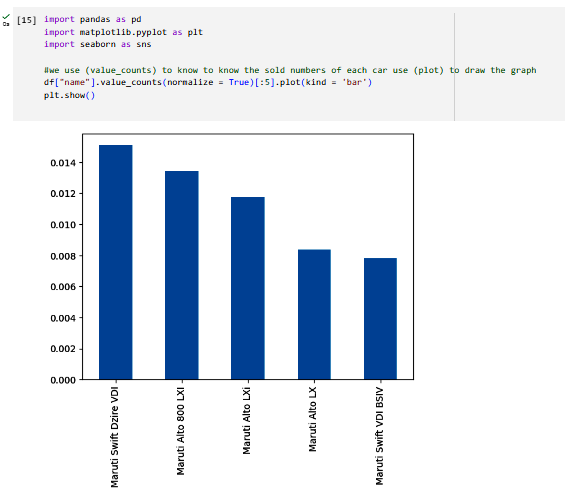 [15] import pandas as pd
import matplotlib.pyplot as plt
import seaborn as sns
0s
#we use (value_counts) to know to know the sold numbers of each car use (plot) to draw the graph
df["name"].value_counts(normalize = True)[:5].plot(kind = 'bar')
plt.show()
0.014
0.012
0.010
0.008
0.006
0.004
0.002
0.000
Maruti Swift Dzire VDI
Maruti Alto 800 LXI
Maruti Alto LXi
Maruti Alto LX
Maruti Swift VDI BSIV